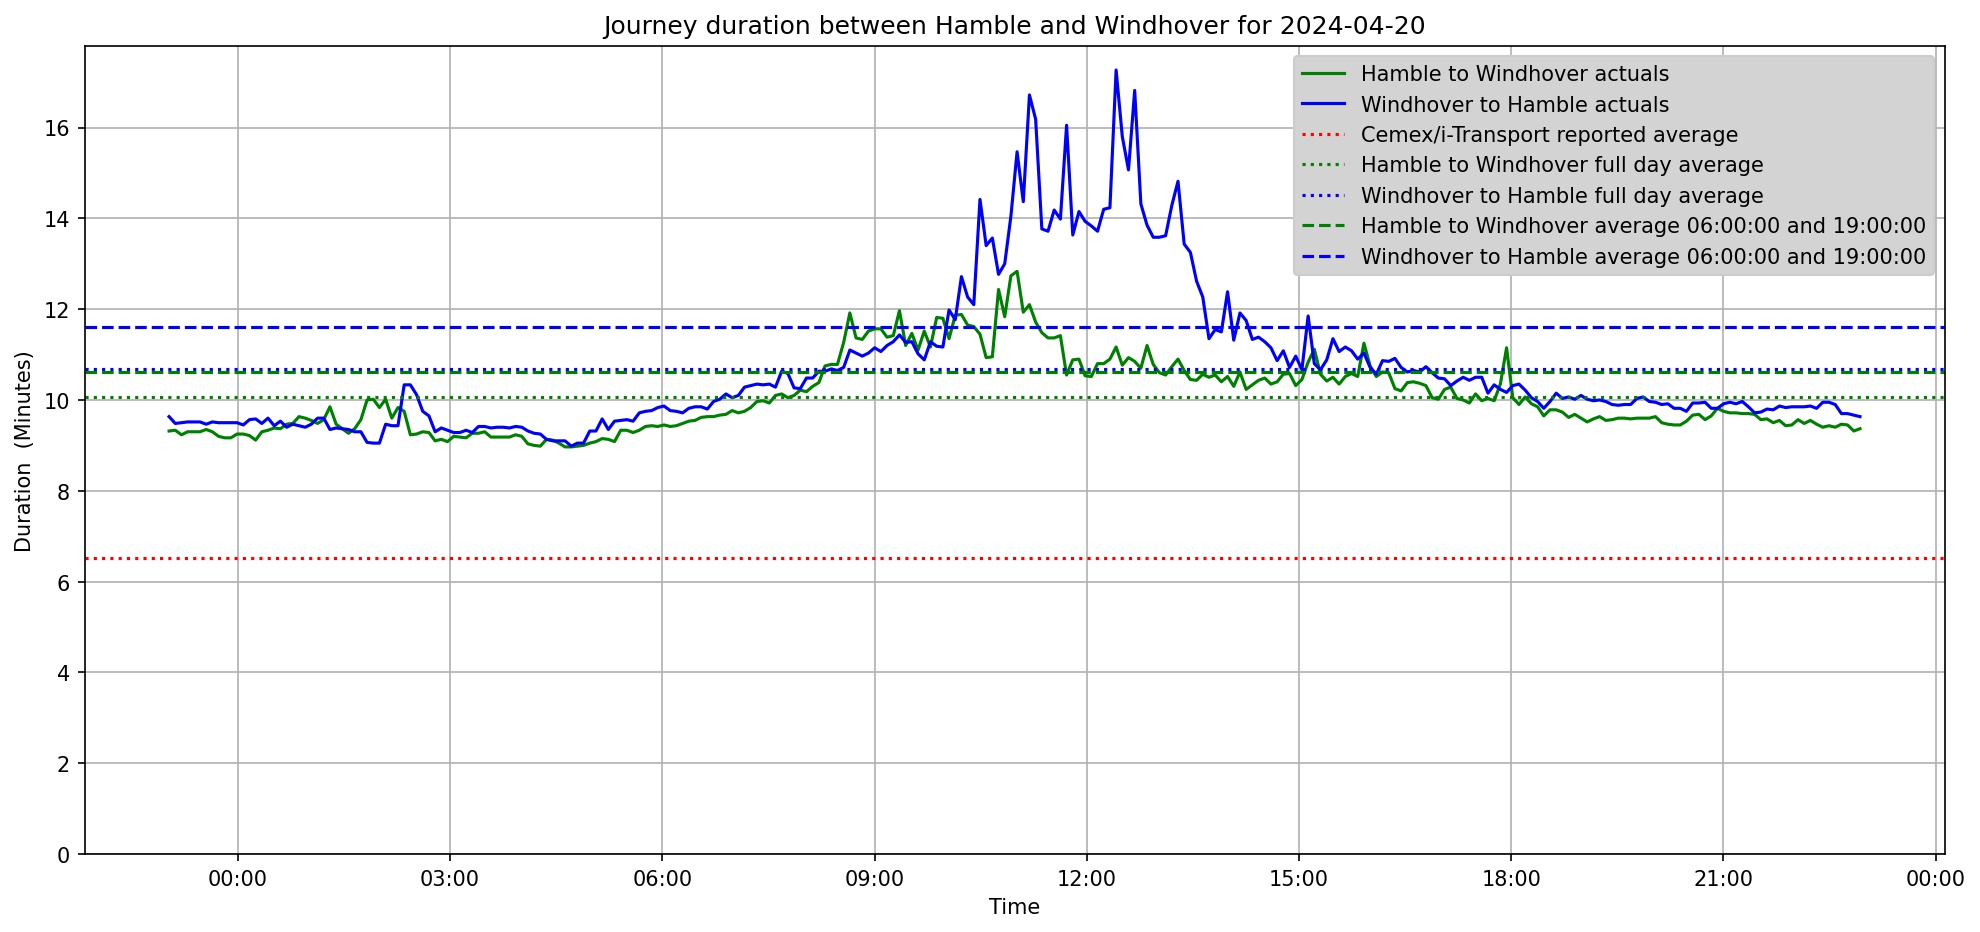 Journey duration between Hamble and Windhover for 2024-04-20
Hamble to Windhover actuals
Windhover to Hamble actuals
Cemex/i-Transport reported average
Hamble to Windhover full day average
Windhover to Hamble full day average
Hamble to Windhover average 06:00:00 and 19:00:00
Windhover to Hamble average 06:00:00 and 19:00:00
Duration (Minutes)
16
14
12
10
8
6
4
2
0
00:00 03:00 06:00 09:00 12:00 15:00 18:00 21:00 00:00
Time